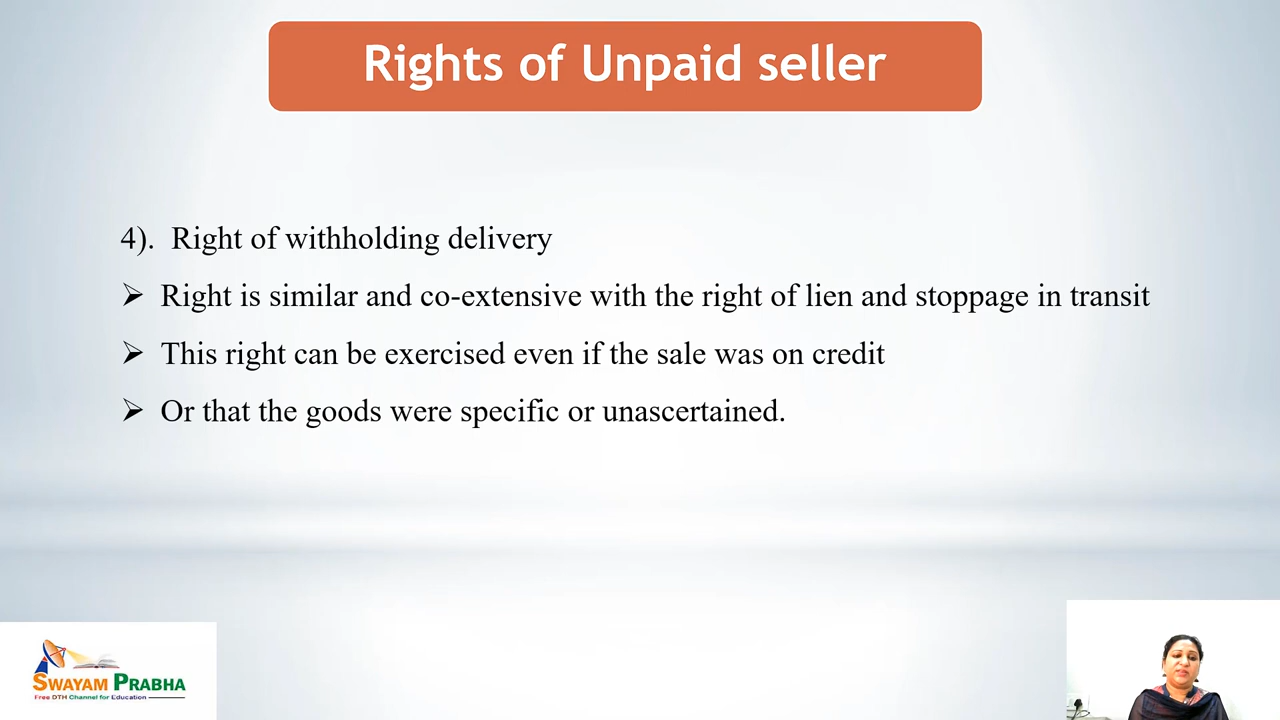 Rights of Unpaid seller
4). Right of withholding delivery
➢ Right is similar and co-extensive with the right of lien and stoppage in transit
➢ This right can be exercised even if the sale was on credit
➢ Or that the goods were specific or unascertained.
SWAYAM PRABHA
Free DTH Channel for Education